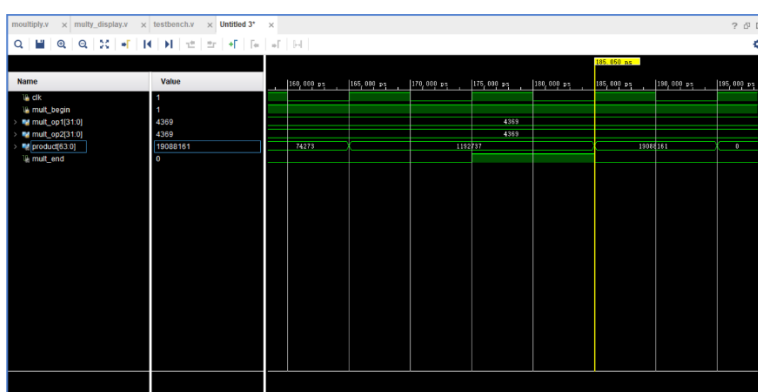 moultiply.v × multy_display.v × testbench.v × Untitled 3* ×
185.050 ns
Name Value
160,000 ps 165,000 ps 170,000 ps 175,000 ps 180,000 ps 185,000 ps 190,000 ps 195,000 ps
clk 1
mult_begin 1
mult_op1[31:0] 4369 4369
mult_op2[31:0] 4369 4369
product[63:0] 19088161 74273 1192737 19088161 0
mult_end 0